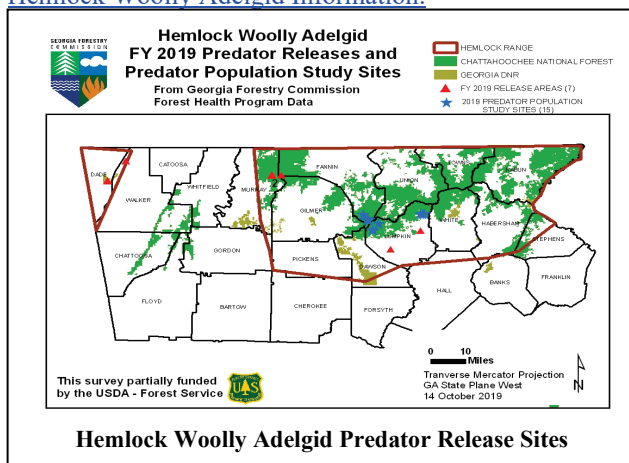 Hemlock Woolly Adelgid Information:
GEORGIA FORESTRY
COMMISSION
Hemlock Woolly Adelgid
FY 2019 Predator Releases and
Predator Population Study Sites
From Georgia Forestry Commission
Forest Health Program Data
HEMLOCK RANGE
CHATTAHOOCHEE NATIONAL FOREST
GEORGIA DNR
FY 2019 RELEASE AREAS (7)
2019 PREDATOR POPULATION
STUDY SITES (15)
DADE
CATOOSA
WALKER
WHITFIELD
MURRAY
2
FANNIN
UNION
TOWNS
RABUN
GILMER
LUMPKIN
WHITE
HABERSHAM
STEPHENS
CHATTOOGA
GORDON
PICKENS
DAWSON
FLOYD
BARTOW
CHEROKEE
FORSYTH
HALL
BANKS
FRANKLIN
0 10
Miles
Tranverse Mercator Projection
GA State Plane West
14 October 2019
N
This survey partially funded
by the USDA - Forest Service
U S
Hemlock Woolly Adelgid Predator Release Sites